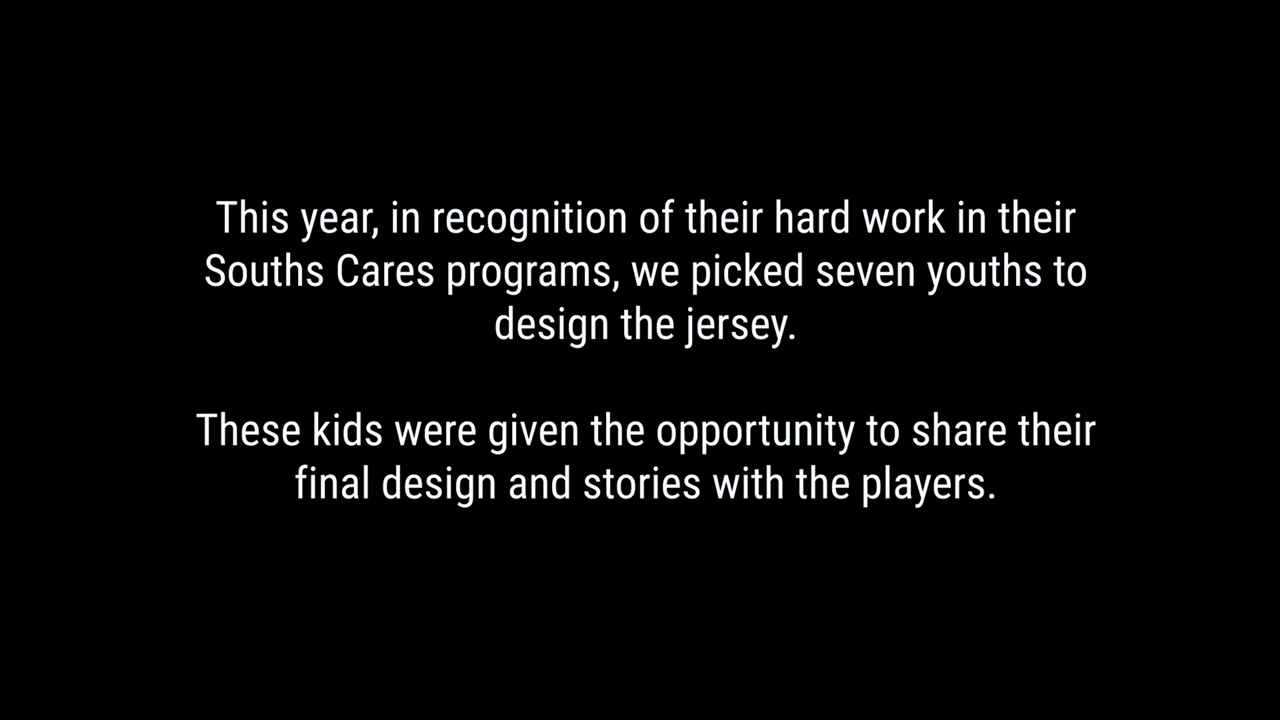 This year, in recognition of their hard work in their
Souths Cares programs, we picked seven youths to
design the jersey.
These kids were given the opportunity to share their
final design and stories with the players.